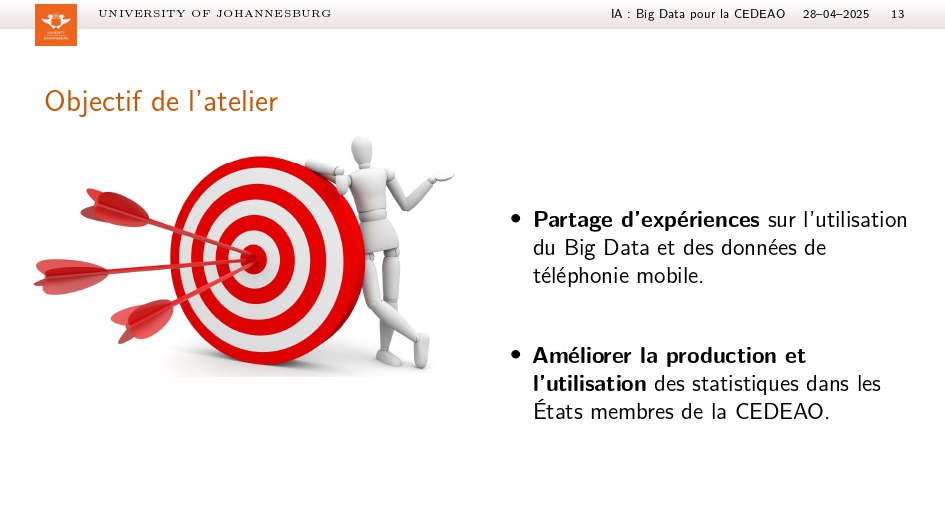 UNIVERSITY OF JOHANNESBURG
IA : Big Data pour la CEDEAO 28–04–2025 13
UNIVERSITY
JOHANNESBURG
Objectif de l'atelier
• Partage d'expériences sur l'utilisation
du Big Data et des données de
téléphonie mobile.
• Améliorer la production et
l'utilisation des statistiques dans les
États membres de la CEDEAO.